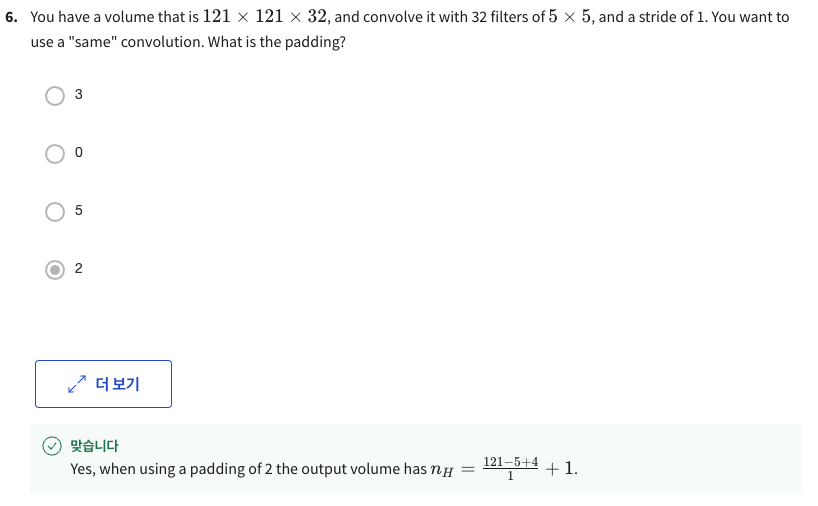 6. You have a volume that is 121 × 121 × 32, and convolve it with 32 filters of 5 × 5, and a stride of 1. You want to
use a "same" convolution. What is the padding?
3
0
5
2
더 보기
맞습니다
Yes, when using a padding of 2 the output volume has n_H = \frac{121-5+4}{1} + 1.